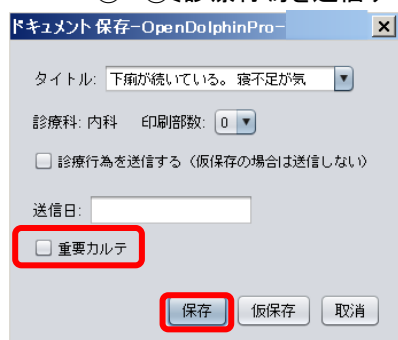 ドキュメント保存-OpenDolphinPro-
タイトル: 下痢が続いている。寝不足が気
診療科: 内科 印刷部数: 0
診療行為を送信する（仮保存の場合は送信しない）
送信日:
重要カルテ
保存 仮保存 取消